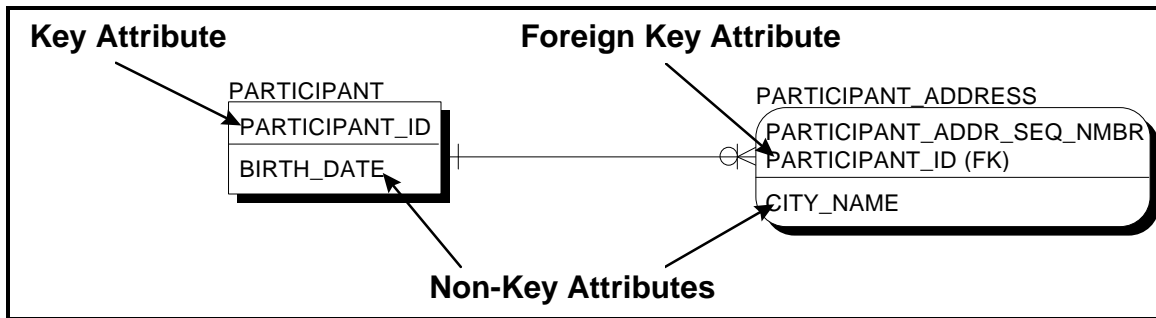 Key Attribute
Foreign Key Attribute
PARTICIPANT
PARTICIPANT_ID
BIRTH_DATE
PARTICIPANT_ADDRESS
PARTICIPANT_ADDR_SEQ_NMBR
PARTICIPANT_ID (FK)
CITY_NAME
Non-Key Attributes